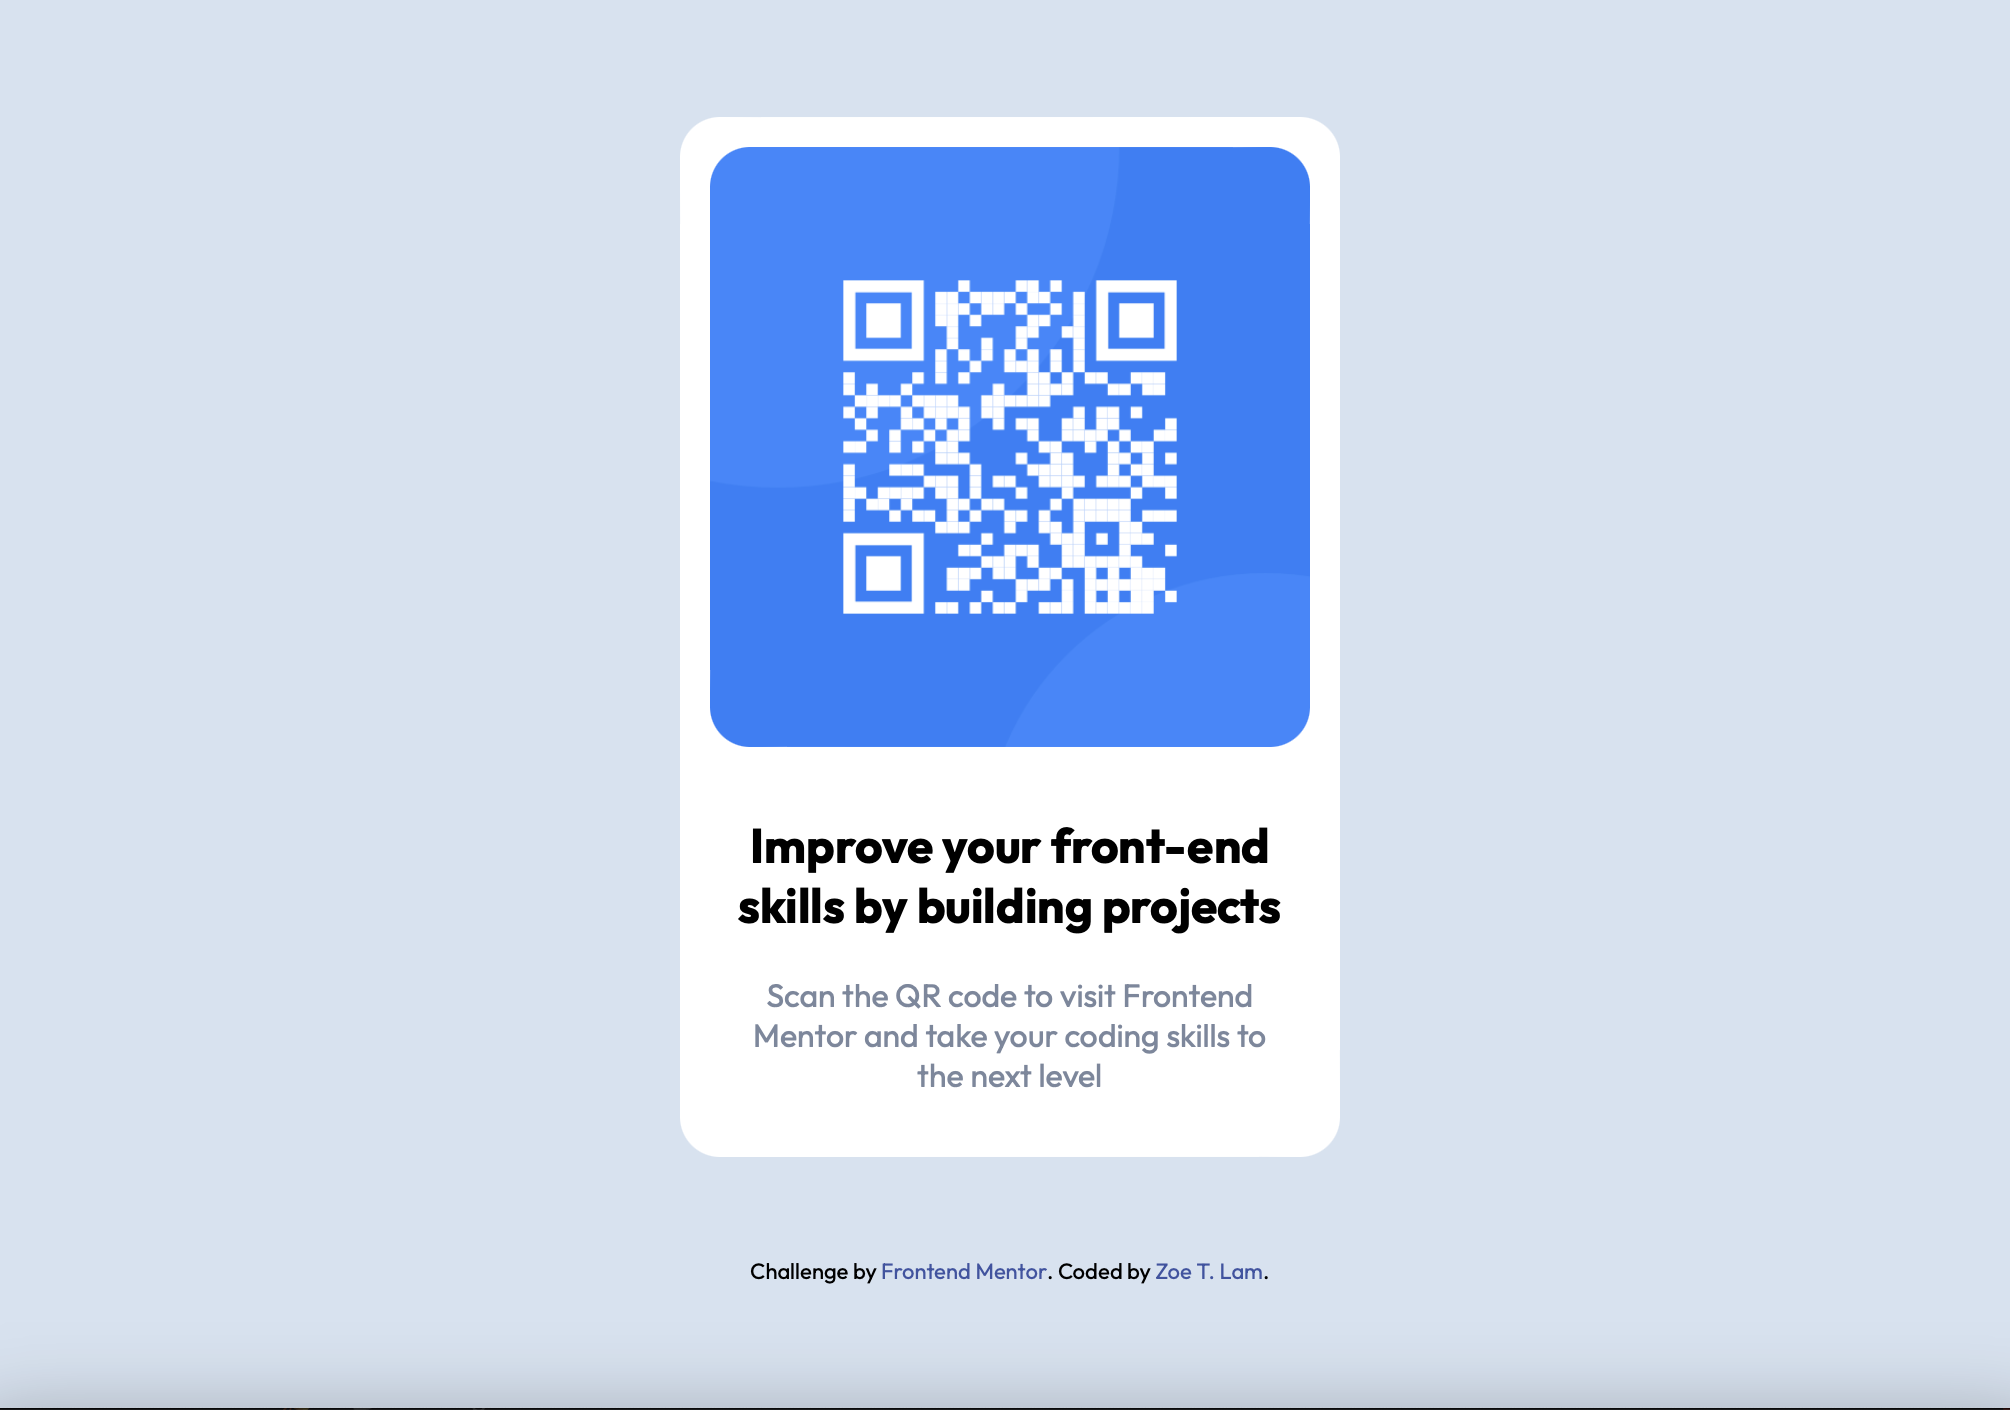 Improve your front-end
skills by building projects
Scan the QR code to visit Frontend
Mentor and take your coding skills to
the next level
Challenge by Frontend Mentor. Coded by Zoe T. Lam.